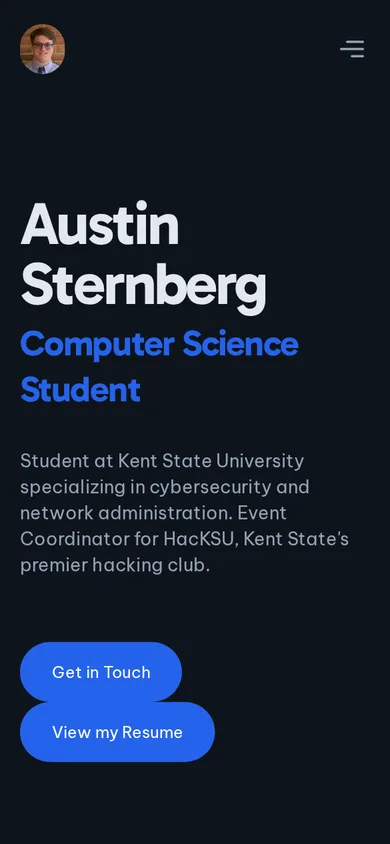 Austin
Sternberg
Computer Science
Student
Student at Kent State University
specializing in cybersecurity and
network administration. Event
Coordinator for HacKSU, Kent State's
premier hacking club.
Get in Touch
View my Resume